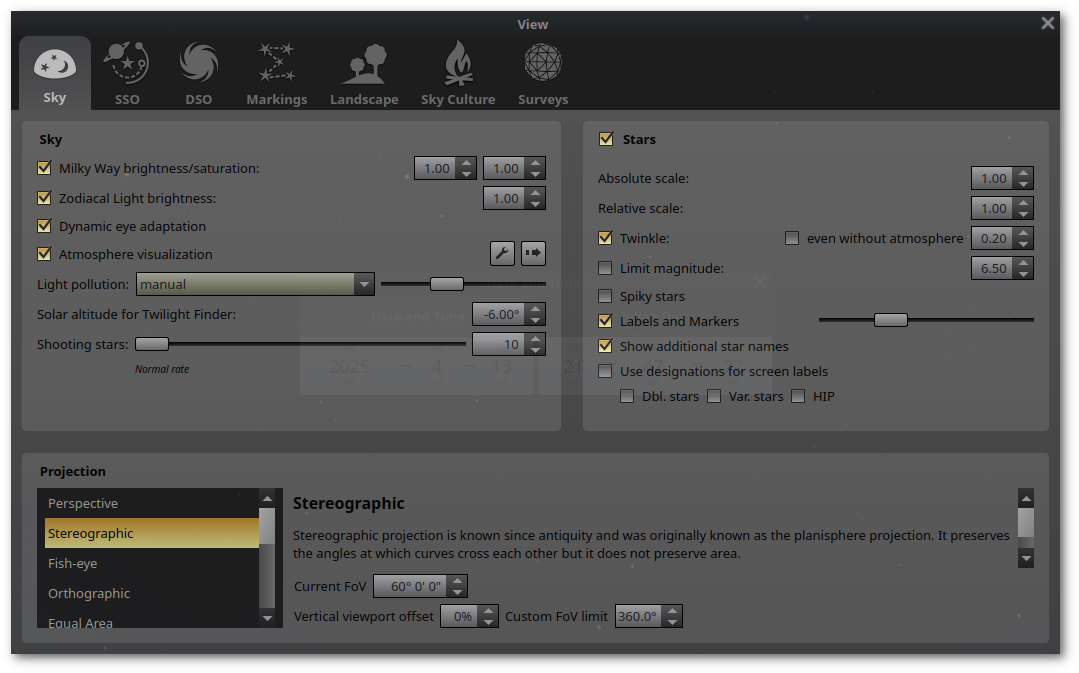 View
Sky SSO DSO Markings Landscape Sky Culture Surveys
Sky
Milky Way brightness/saturation: 1.00 1.00
Zodiacal Light brightness: 1.00
Dynamic eye adaptation
Atmosphere visualization
Light pollution: manual
Solar altitude for Twilight Finder: -6.00°
Shooting stars: 10
Normal rate
Date and Time
2025 – 4 – 13 21
Stars
Absolute scale: 1.00
Relative scale: 1.00
Twinkle: even without atmosphere 0.20
Limit magnitude: 6.50
Spiky stars
Labels and Markers
Show additional star names
Use designations for screen labels
Dbl. stars Var. stars HIP
Projection
Perspective
Stereographic
Fish-eye
Orthographic
Equal Area
Stereographic
Stereographic projection is known since antiquity and was originally known as the planisphere projection. It preserves
the angles at which curves cross each other but it does not preserve area.
Current FoV 60° 0' 0"
Vertical viewport offset 0% Custom FoV limit 360.0°